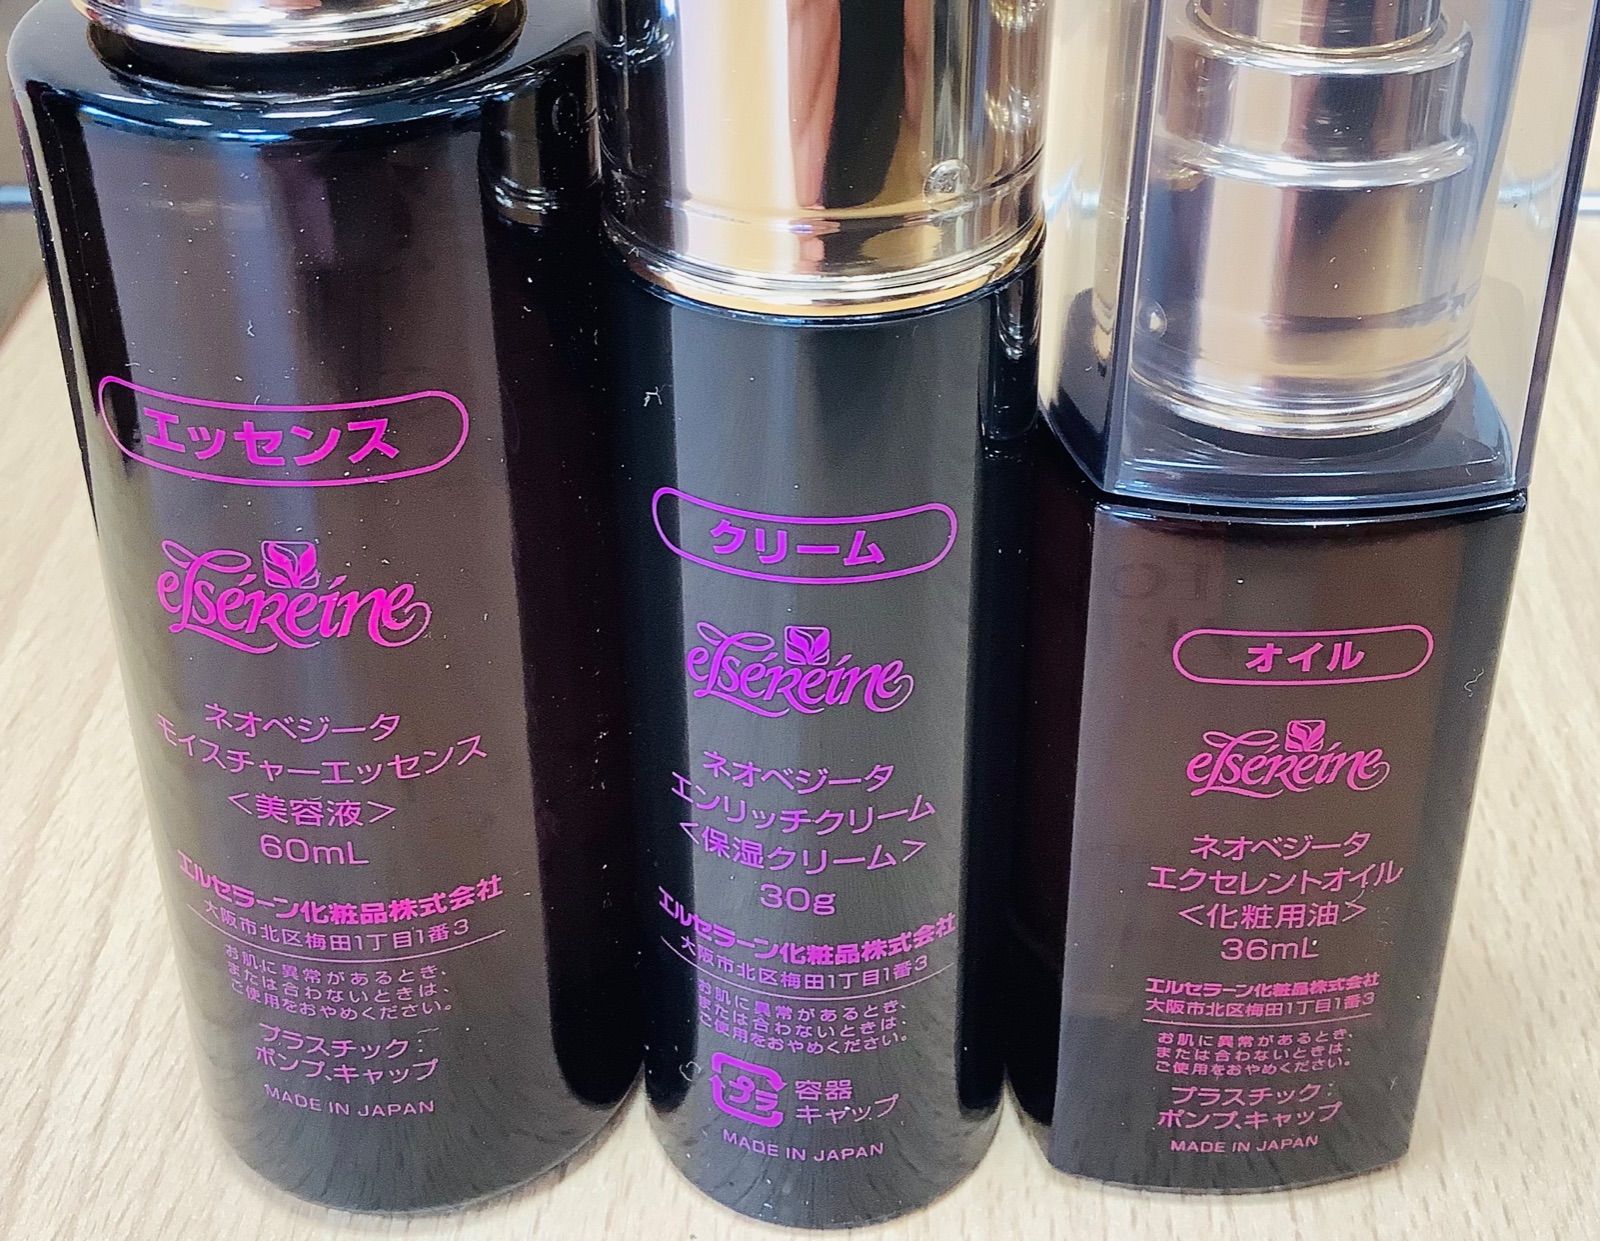 エッセンス
elséreine
ネオベジータ
モイスチャーエッセンス
<美容液>
60mL
エルセラーン化粧品株式会社
大阪市北区梅田1丁目1番3
お肌に異常があるとき、
または合わないときは、
ご使用をおやめください。
プラスチック:
ポンプ、キャップ
MADE IN JAPAN
クリーム
elséreine
ネオベジータ
エンリッチクリーム
<保湿クリーム>
30g
エルセラーン化粧品株式会社
大阪市北区梅田1丁目1番3
お肌に異常があるとき、
または合わないときは、
ご使用をおやめください。
プラ
容器
キャップ
MADE IN JAPAN
オイル
elséreine
ネオベジータ
エクセレントオイル
<化粧用油>
36mL
エルセラーン化粧品株式会社
大阪市北区梅田1丁目1番3
お肌に異常があるとき、
または合わないときは、
ご使用をおやめください。
プラスチック:
ポンプ、キャップ
MADE IN JAPAN